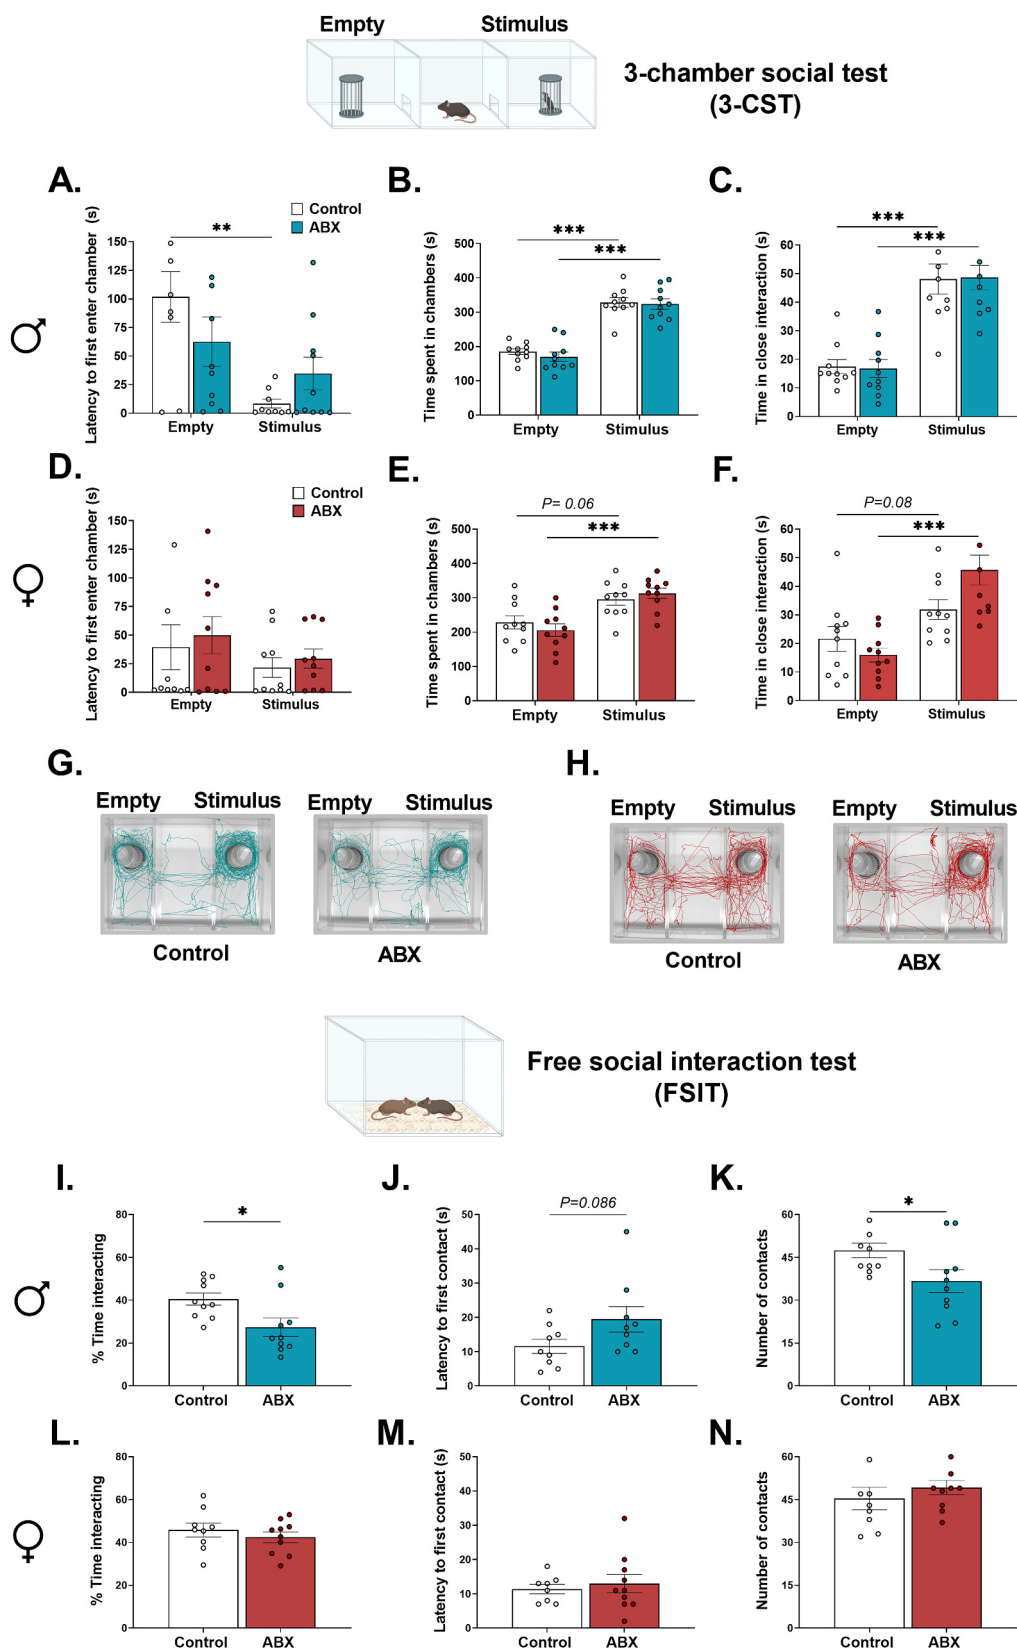 Empty Stimulus
3-chamber social test
(3-CST)
A. B. C.
Latency to first enter chamber (s)
150
125
100
75
50
25
0
**
Control
ABX
Empty Stimulus
Time spent in chambers (s)
500
400
300
200
100
0
***
***
Empty Stimulus
Time in close interaction (s)
60
50
40
30
20
10
0
***
***
Empty Stimulus
♂
D. E. F.
Latency to first enter chamber (s)
150
125
100
75
50
25
0
Control
ABX
Empty Stimulus
Time spent in chambers (s)
500
400
300
200
100
0
P= 0.06
***
Empty Stimulus
Time in close interaction (s)
60
50
40
30
20
10
0
P=0.08
***
Empty Stimulus
♀
G. H.
Empty Stimulus Empty Stimulus Empty Stimulus Empty Stimulus
Control ABX Control ABX
Free social interaction test
(FSIT)
I. J. K.
% Time interacting
80
60
40
20
0
*
Control ABX
Latency to first contact (s)
50
40
30
20
10
0
P=0.086
Control ABX
Number of contacts
60
45
30
15
0
*
Control ABX
♂
L. M. N.
% Time interacting
80
60
40
20
0
Control ABX
Latency to first contact (s)
50
40
30
20
10
0
Control ABX
Number of contacts
60
45
30
15
0
Control ABX
♀